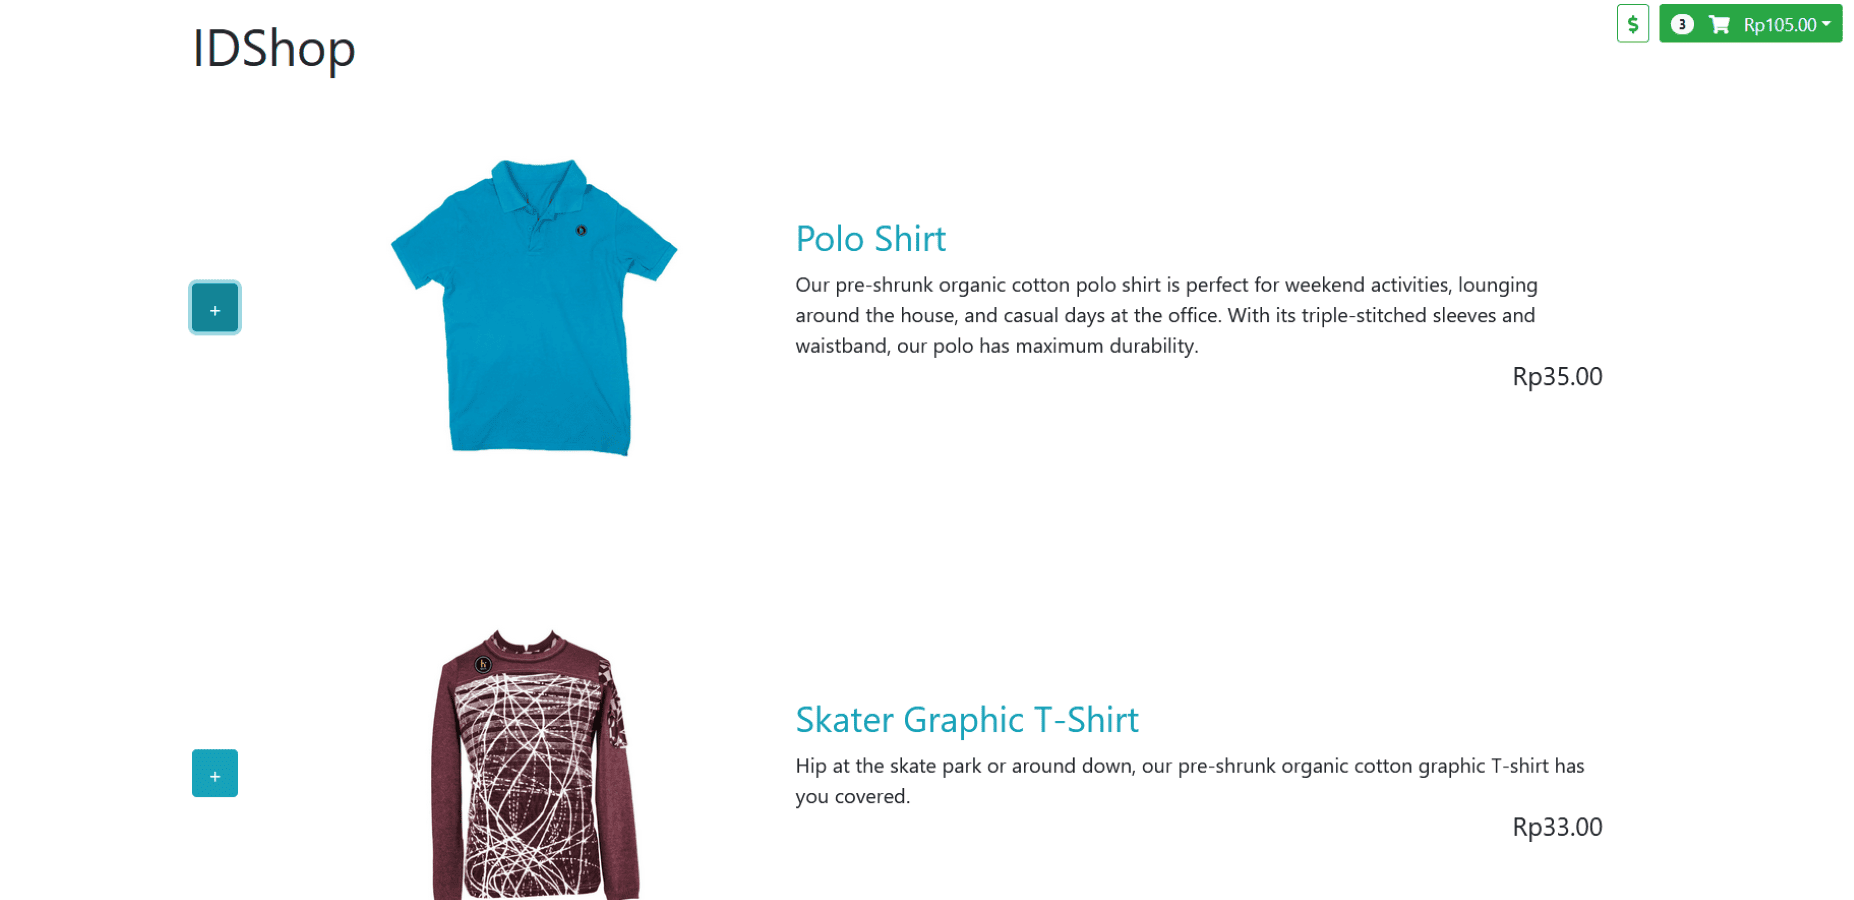 IDShop
$
3 Rp105.00
Polo Shirt
Our pre-shrunk organic cotton polo shirt is perfect for weekend activities, lounging
around the house, and casual days at the office. With its triple-stitched sleeves and
waistband, our polo has maximum durability.
Rp35.00
+
Skater Graphic T-Shirt
Hip at the skate park or around down, our pre-shrunk organic cotton graphic T-shirt has
you covered.
Rp33.00
+